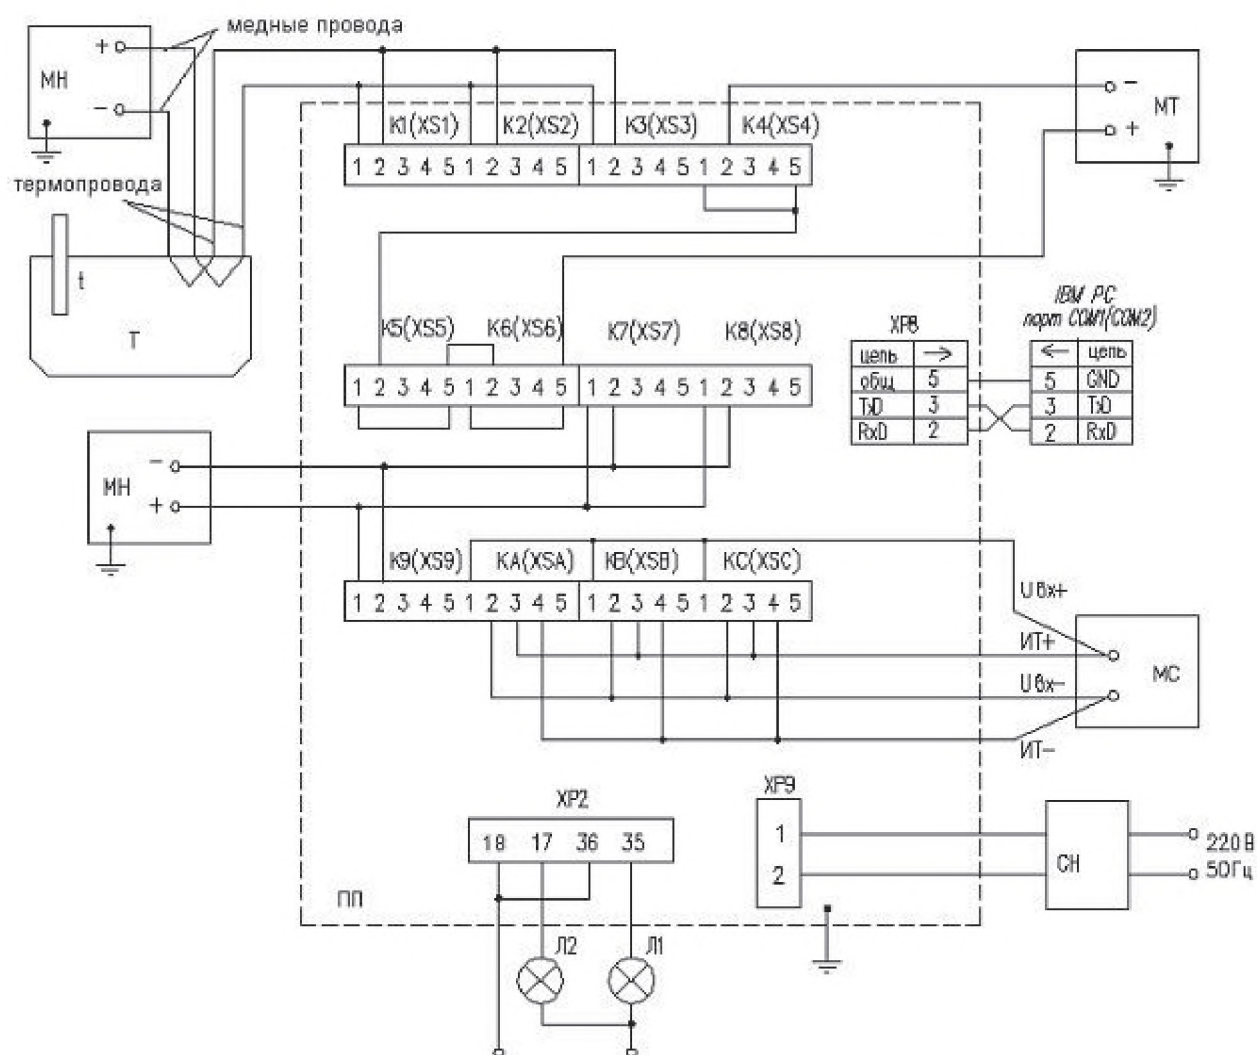 медные провода
+
МН
−
термопровода
t
Т
К1(XS1) К2(XS2) К3(XS3) К4(XS4)
1 2 3 4 5 1 2 3 4 5 1 2 3 4 5 1 2 3 4 5
−
МТ
+
К5(XS5) К6(XS6) К7(XS7) К8(XS8)
1 2 3 4 5 1 2 3 4 5 1 2 3 4 5 1 2 3 4 5
IBM PC
порт COM1(COM2)
XP8
цепь →
общ 5
TxD 3
RxD 2
← цепь
5 GND
3 TxD
2 RxD
−
МН
+
К9(XS9) КА(XSA) КВ(XSB) КС(XSC)
1 2 3 4 5 1 2 3 4 5 1 2 3 4 5 1 2 3 4 5
Uвх+
ИТ+
Uвх−
ИТ−
МС
XP2
18 17 36 35
XP9
1
2
СН
220В
50Гц
ПП
Л2
Л1